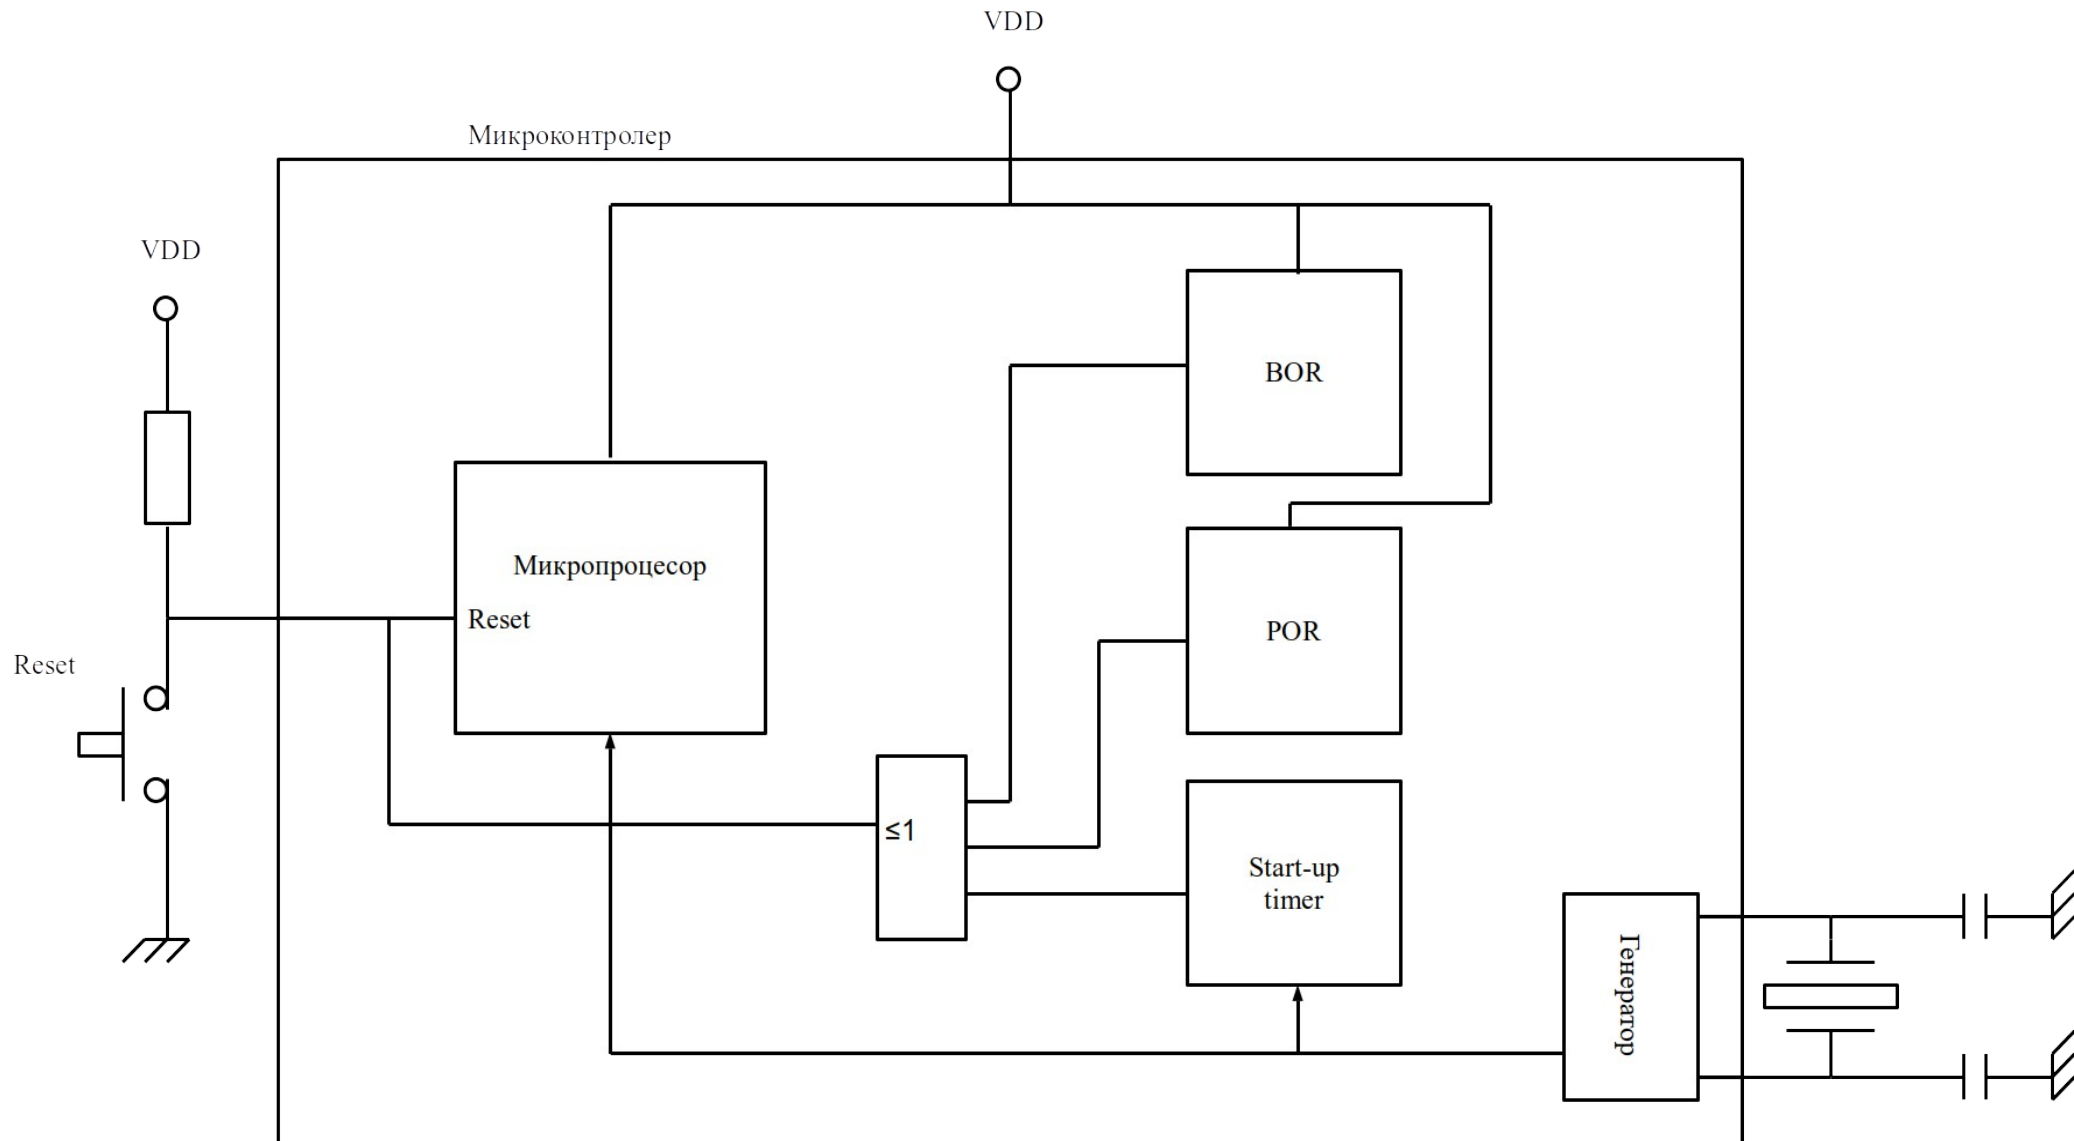 VDD
Микроконтролер
VDD
BOR
Микропроцесор
Reset
POR
Reset
≤1
Start-up
timer
Генератор